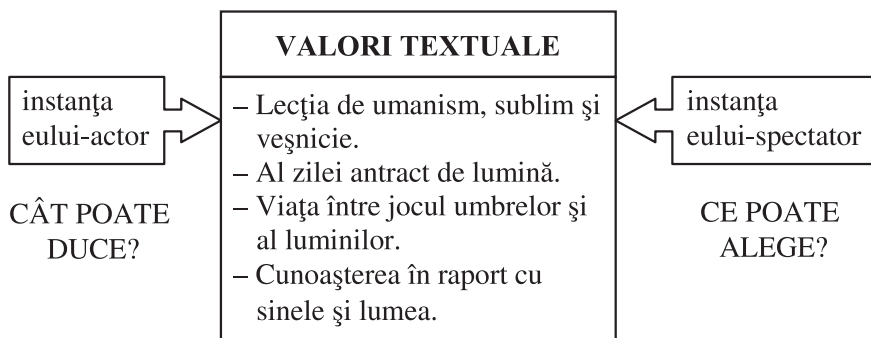 VALORI TEXTUALE
instanţa
eului-actor
CÂT POATE
DUCE?
– Lecţia de umanism, sublim şi
veşnicie.
– Al zilei antract de lumină.
– Viaţa între jocul umbrelor şi
al luminilor.
– Cunoaşterea în raport cu
sinele şi lumea.
instanţa
eului-spectator
CE POATE
ALEGE?